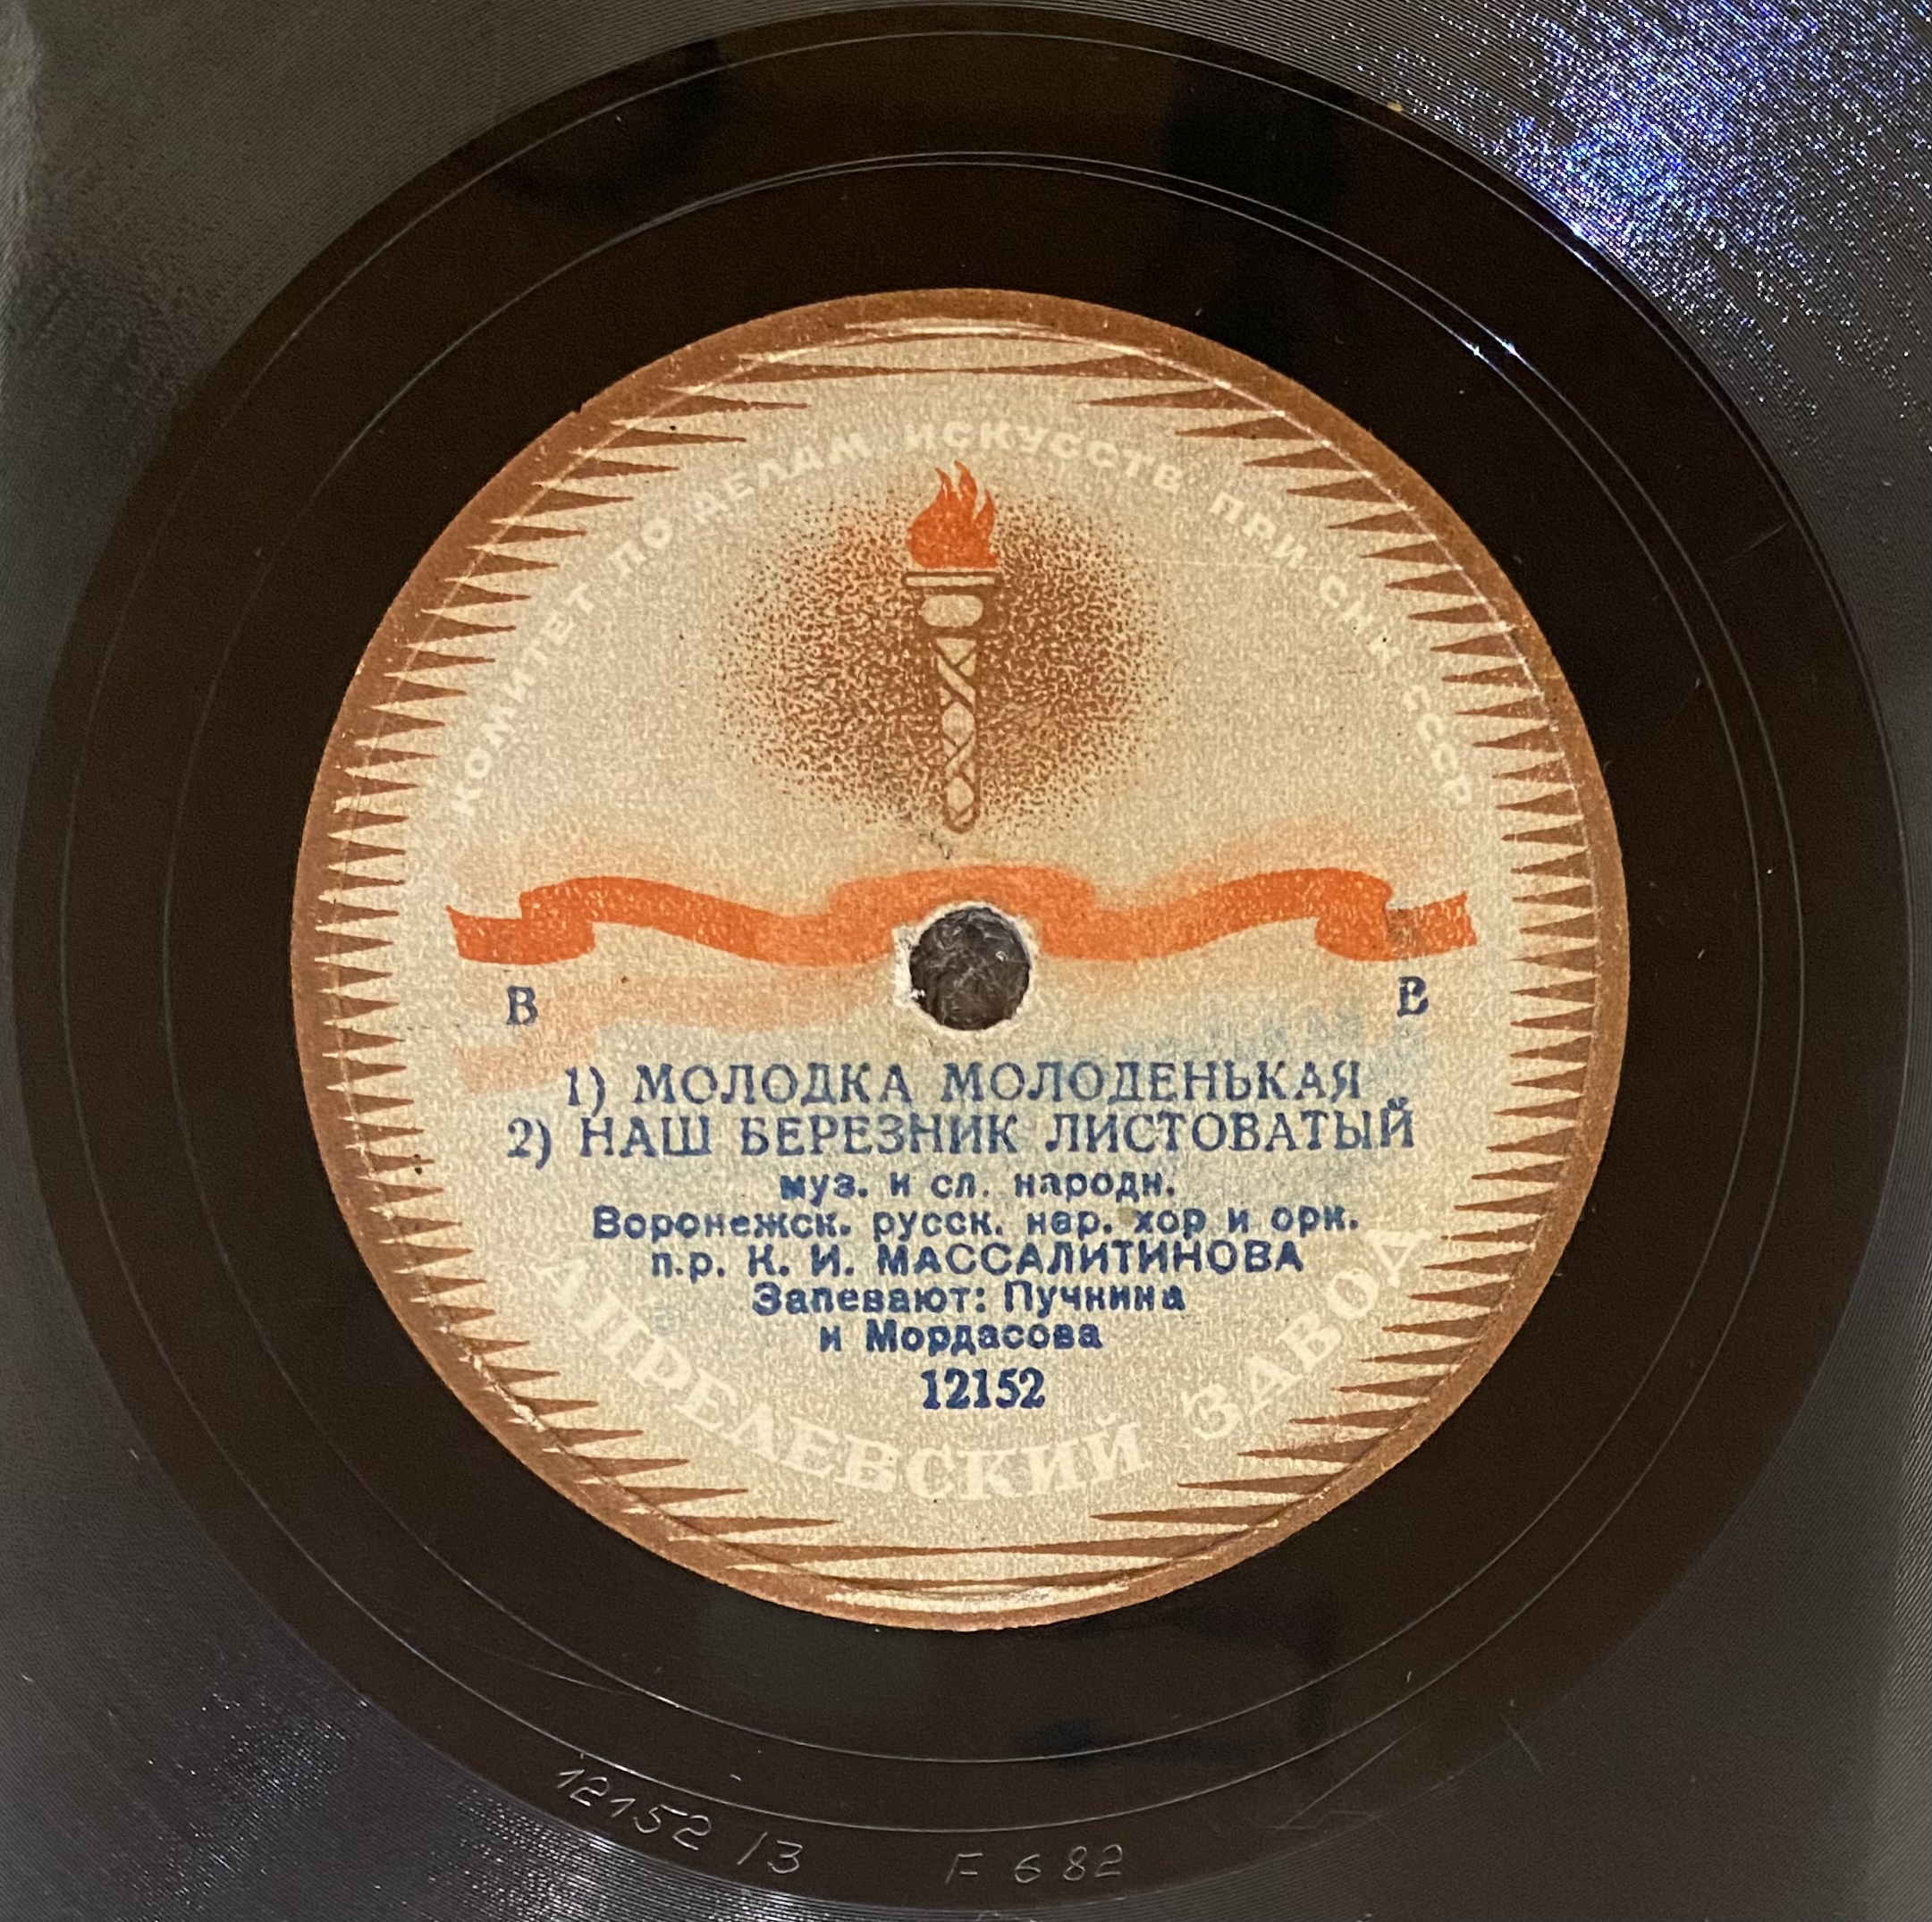 КОМИТЕТ ПО ДЕЛАМ ИСКУССТВ ПРИ СНК СССР
В В
1) МОЛОДКА МОЛОДЕНЬКАЯ
2) НАШ БЕРЕЗНИК ЛИСТОВАТЫЙ
муз. и сл. народн.
Воронежск. русск. нар. хор и орк.
п.р. К. И. МАССАЛИТИНОВА
Запевают: Пучкина
и Мордасова
12152
АПРЕЛЕВСКИЙ ЗАВОД
12152 /3 F 682